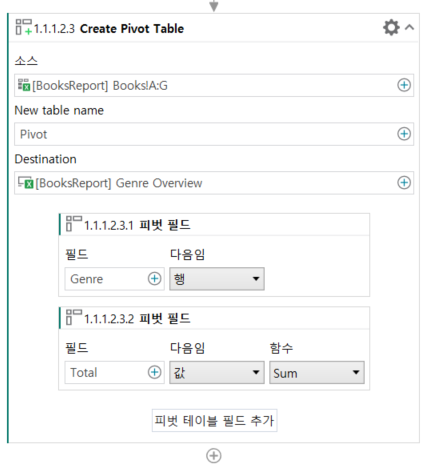 1.1.1.2.3 Create Pivot Table
소스
[BooksReport] Books!A:G
New table name
Pivot
Destination
[BooksReport] Genre Overview
1.1.1.2.3.1 피벗 필드
필드 다음임
Genre 행
1.1.1.2.3.2 피벗 필드
필드 다음임 함수
Total 값 Sum
피벗 테이블 필드 추가